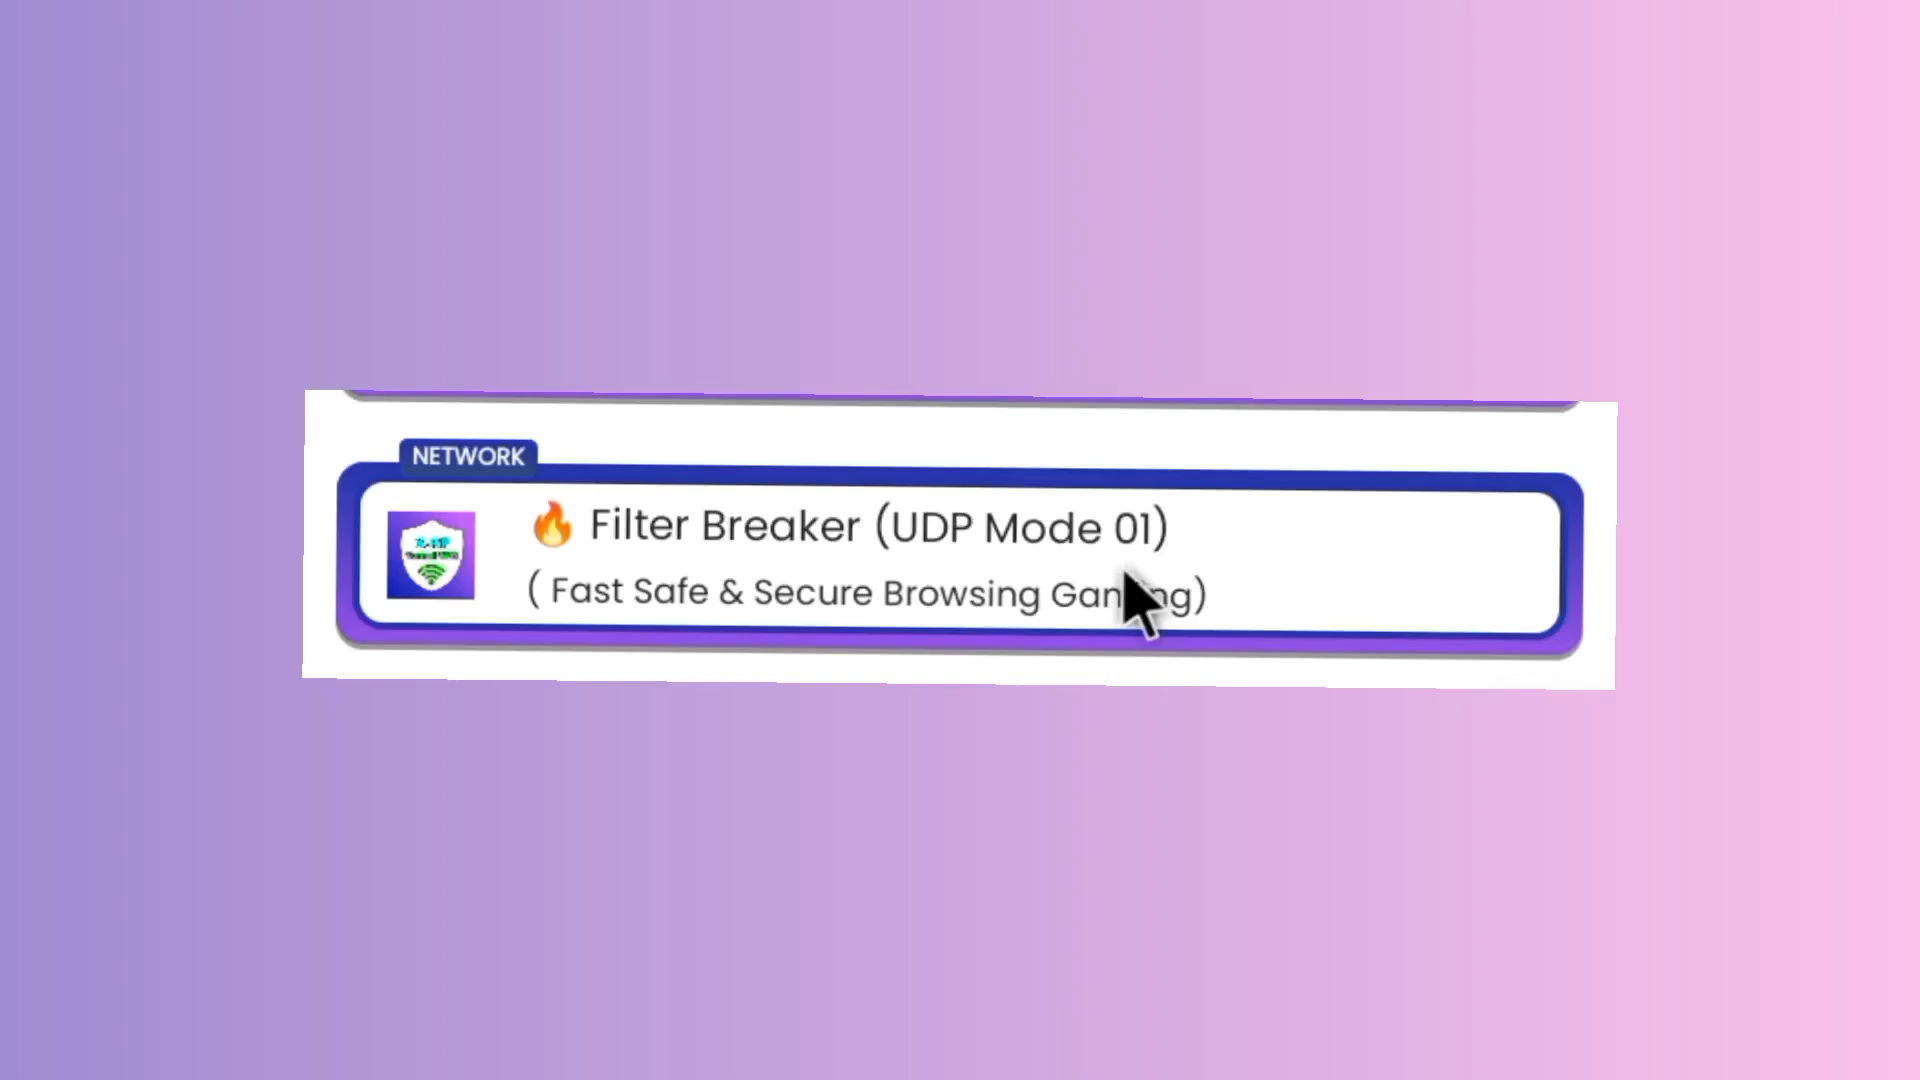 NETWORK
🔥 Filter Breaker (UDP Mode 01)
( Fast Safe & Secure Browsing